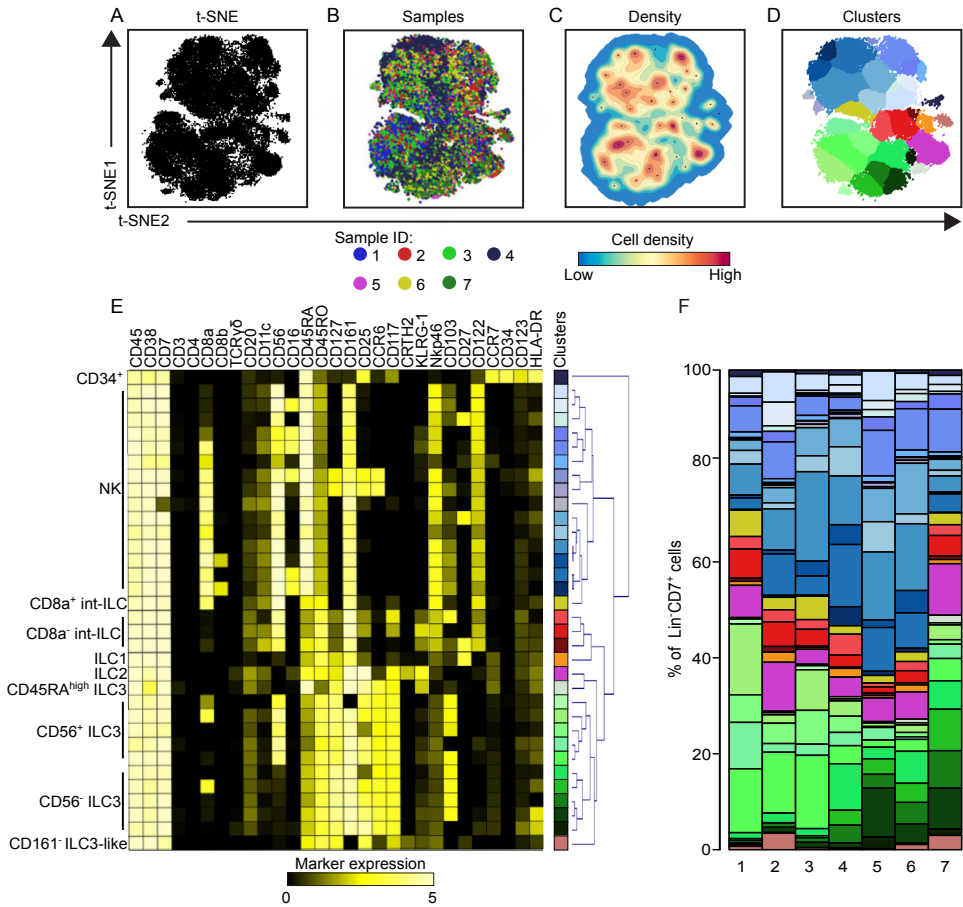 A
t-SNE
B
Samples
C
Density
D
Clusters
t-SNE1
t-SNE2
Sample ID:
1
2
3
4
5
6
7
Cell density
Low
High
E
CD45
CD38
CD7
CD3
CD4
CD8a
CD8b
TCRγδ
CD20
CD11c
CD56
CD16
CD45RA
CD45RO
CD127
CD161
CD25
CCR6
CD117
CRTH2
KLRG-1
Nkp46
CD103
CD27
CD122
CCR7
CD34
CD123
HLA-DR
Clusters
CD34⁺
NK
CD8a⁺ int-ILC
CD8a⁻ int-ILC
ILC1
ILC2
CD45RAʰⁱᵍʰ ILC3
CD56⁺ ILC3
CD56⁻ ILC3
CD161⁻ ILC3-like
Marker expression
0
5
F
% of Lin⁻CD7⁺ cells
100
80
60
40
20
0
1
2
3
4
5
6
7